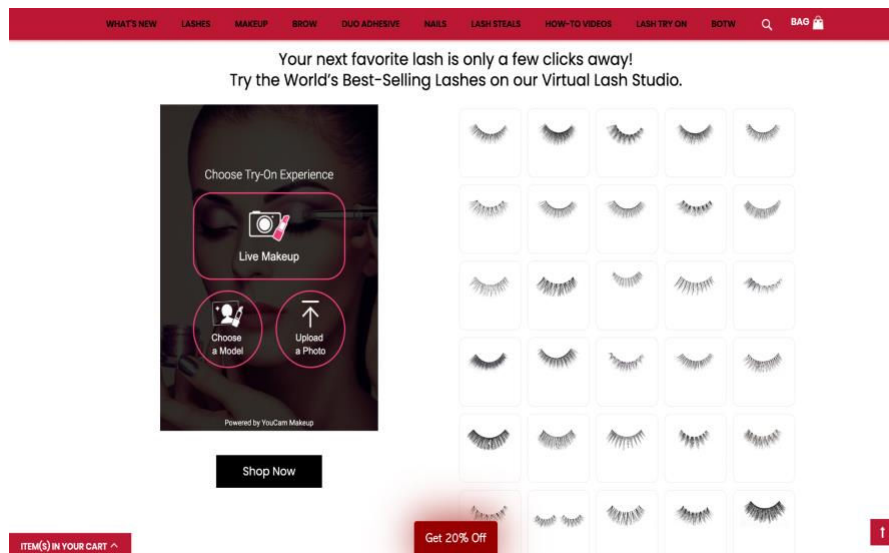 WHAT'S NEW LASHES MAKEUP BROW DUO ADHESIVE NAILS LASH STEALS HOW-TO VIDEOS LASH TRY ON BOTW BAG
Your next favorite lash is only a few clicks away!
Try the World's Best-Selling Lashes on our Virtual Lash Studio.
Choose Try-On Experience
Live Makeup
Choose
a Model
Upload
a Photo
Powered by YouCam Makeup
Shop Now
Get 20% Off
ITEM(S) IN YOUR CART